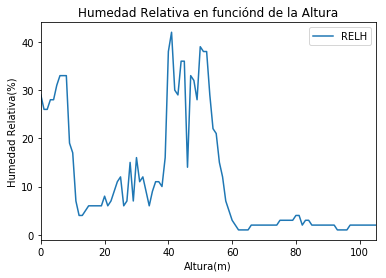 Humedad Relativa en funciónd de la Altura
RELH
Humedad Relativa(%)
40
30
20
10
0
0 20 40 60 80 100
Altura(m)